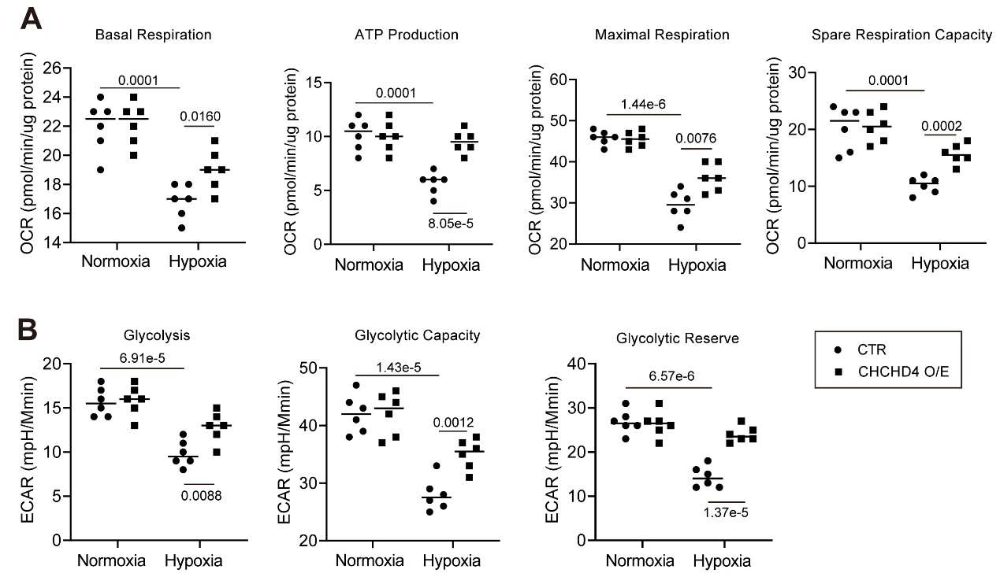 A
Basal Respiration
OCR (pmol/min/ug protein)
26
24
22
20
18
16
14
0.0001
0.0160
Normoxia
Hypoxia
ATP Production
OCR (pmol/min/ug protein)
15
10
5
0
0.0001
8.05e-5
Normoxia
Hypoxia
Maximal Respiration
OCR (pmol/min/ug protein)
60
50
40
30
20
1.44e-6
0.0076
Normoxia
Hypoxia
Spare Respiration Capacity
OCR (pmol/min/ug protein)
30
20
10
0
0.0001
0.0002
Normoxia
Hypoxia
B
Glycolysis
ECAR (mpH/Mmin)
20
15
10
5
0
6.91e-5
0.0088
Normoxia
Hypoxia
Glycolytic Capacity
ECAR (mpH/Mmin)
50
40
30
20
1.43e-5
0.0012
Normoxia
Hypoxia
Glycolytic Reserve
ECAR (mpH/Mmin)
40
30
20
10
0
6.57e-6
1.37e-5
Normoxia
Hypoxia
CTR
CHCHD4 O/E